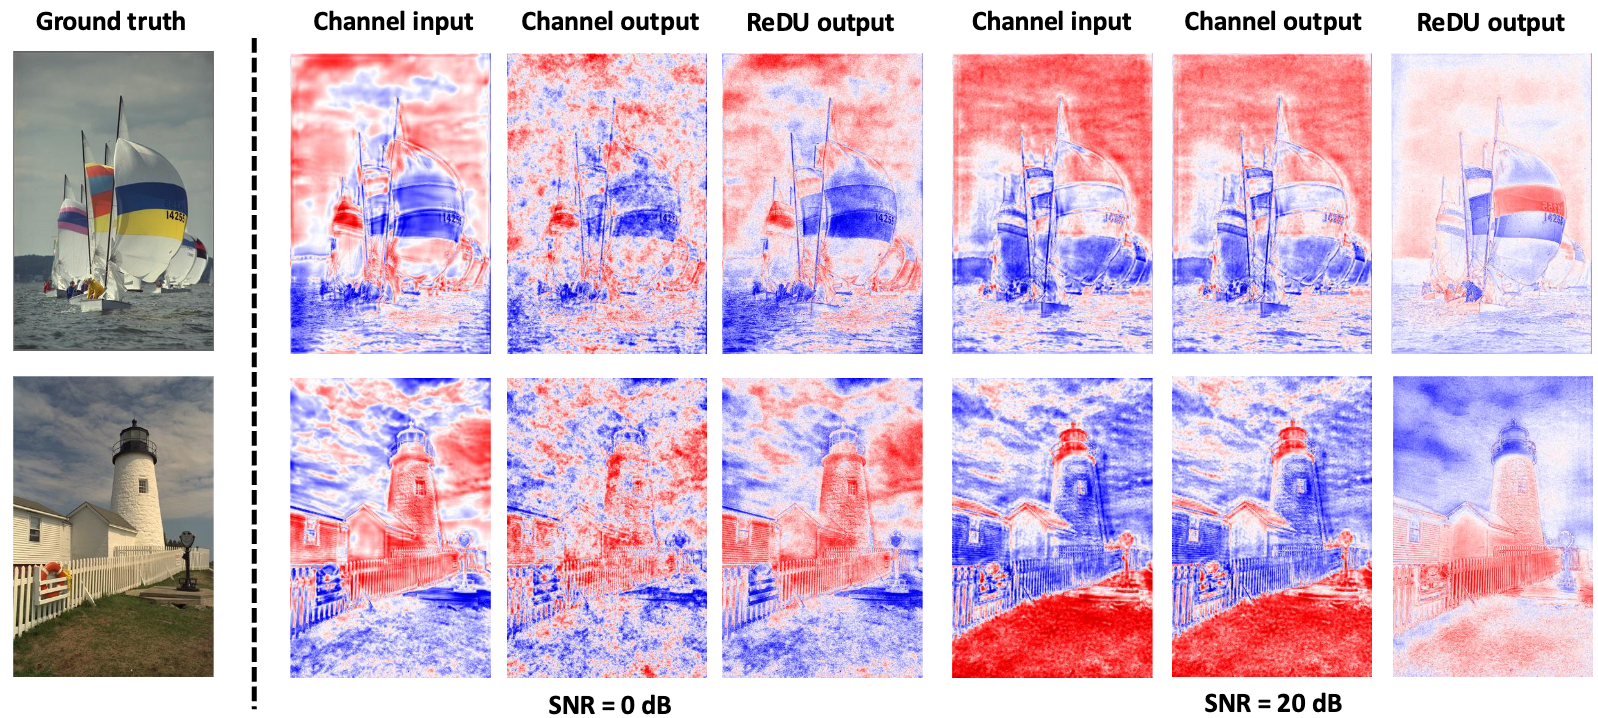 Ground truth
Channel input
Channel output
ReDU output
Channel input
Channel output
ReDU output
SNR = 0 dB
SNR = 20 dB